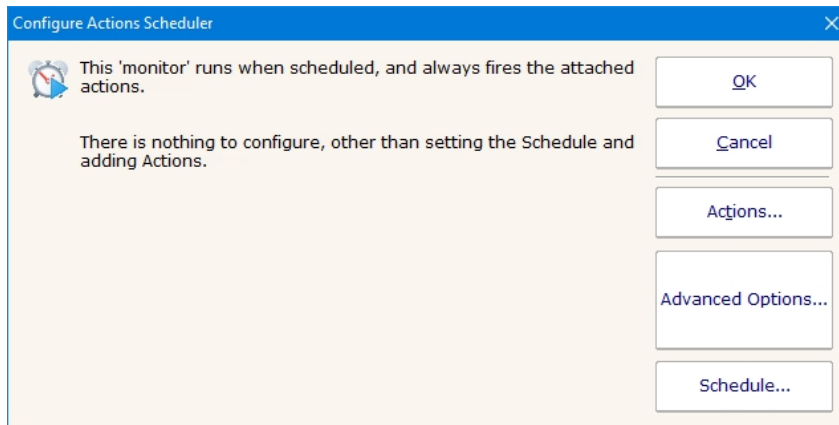 Configure Actions Scheduler
This 'monitor' runs when scheduled, and always fires the attached
actions.
There is nothing to configure, other than setting the Schedule and
adding Actions.
OK
Cancel
Actions...
Advanced Options...
Schedule...